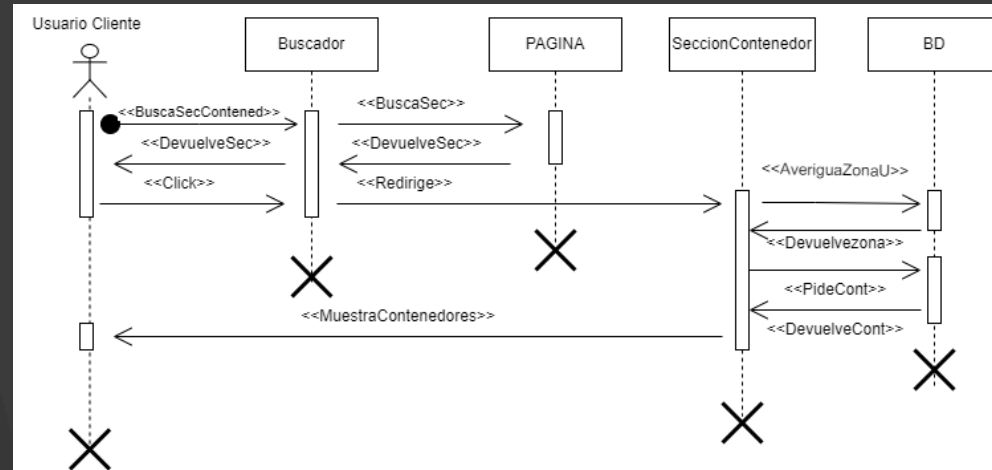 Usuario Cliente
Buscador
PAGINA
SeccionContenedor
BD
<<BuscaSecContened>>
<<BuscaSec>>
<<DevuelveSec>>
<<DevuelveSec>>
<<AveriguaZonaU>>
<<Click>>
<<Redirige>>
<<Devuelvezona>>
<<PideCont>>
<<MuestraContenedores>>
<<DevuelveCont>>